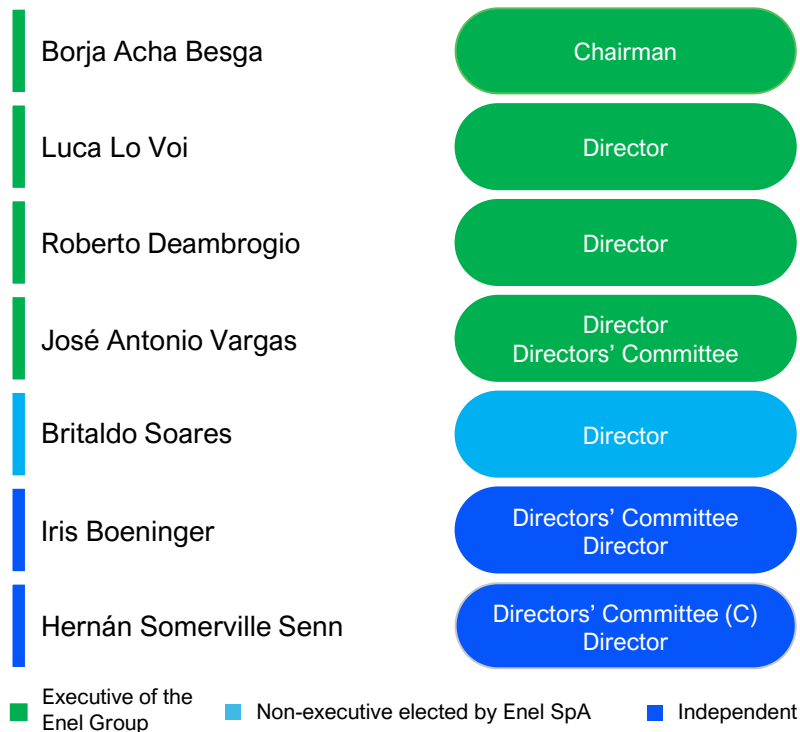 Borja Acha Besga
Chairman
Luca Lo Voi
Director
Roberto Deambrogio
Director
José Antonio Vargas
Director
Directors’ Committee
Britaldo Soares
Director
Iris Boeninger
Directors’ Committee
Director
Hernán Somerville Senn
Directors’ Committee (C)
Director
Executive of the
Enel Group
Non-executive elected by Enel SpA
Independent